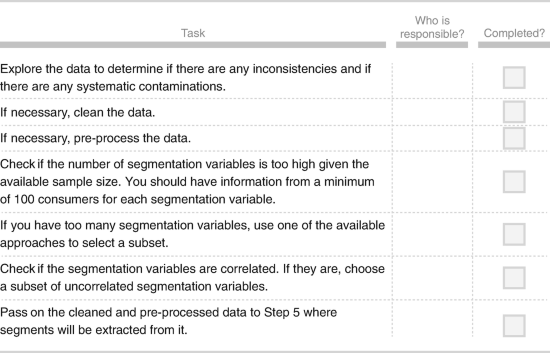 Task
Who is
responsible?
Completed?
Explore the data to determine if there are any inconsistencies and if
there are any systematic contaminations.
If necessary, clean the data.
If necessary, pre-process the data.
Check if the number of segmentation variables is too high given the
available sample size. You should have information from a minimum
of 100 consumers for each segmentation variable.
If you have too many segmentation variables, use one of the available
approaches to select a subset.
Check if the segmentation variables are correlated. If they are, choose
a subset of uncorrelated segmentation variables.
Pass on the cleaned and pre-processed data to Step 5 where
segments will be extracted from it.